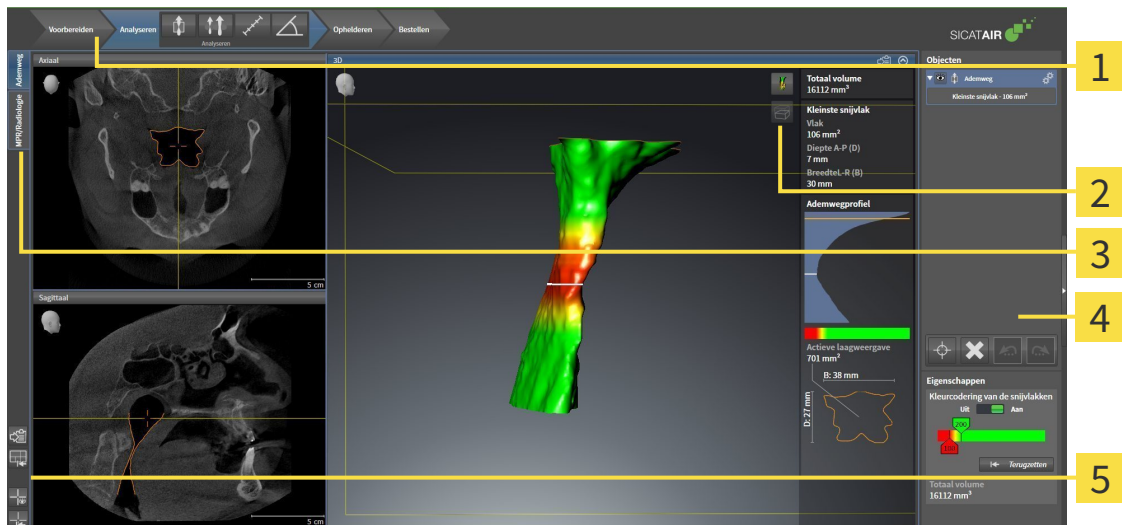 Voorbereiden
Analyseren
Analyseren
Ophelderen
Bestellen
SICATAIR
Ademweg
MPR/Radiologie
Axiaal
5 cm
Sagittaal
5 cm
3D
Totaal volume
16112 mm³
Kleinste snijvlak
Vlak
106 mm²
Diepte A-P (D)
7 mm
BreedteL-R (B)
30 mm
Ademwegprofiel
Actieve laagweergave
701 mm²
B: 38 mm
D: 27 mm
Objecten
Ademweg
Kleinste snijvlak - 106 mm²
Eigenschappen
Kleurcodering van de snijvlakken
Uit Aan
200
100
Terugzetten
Totaal volume
16112 mm³
1
2
3
4
5